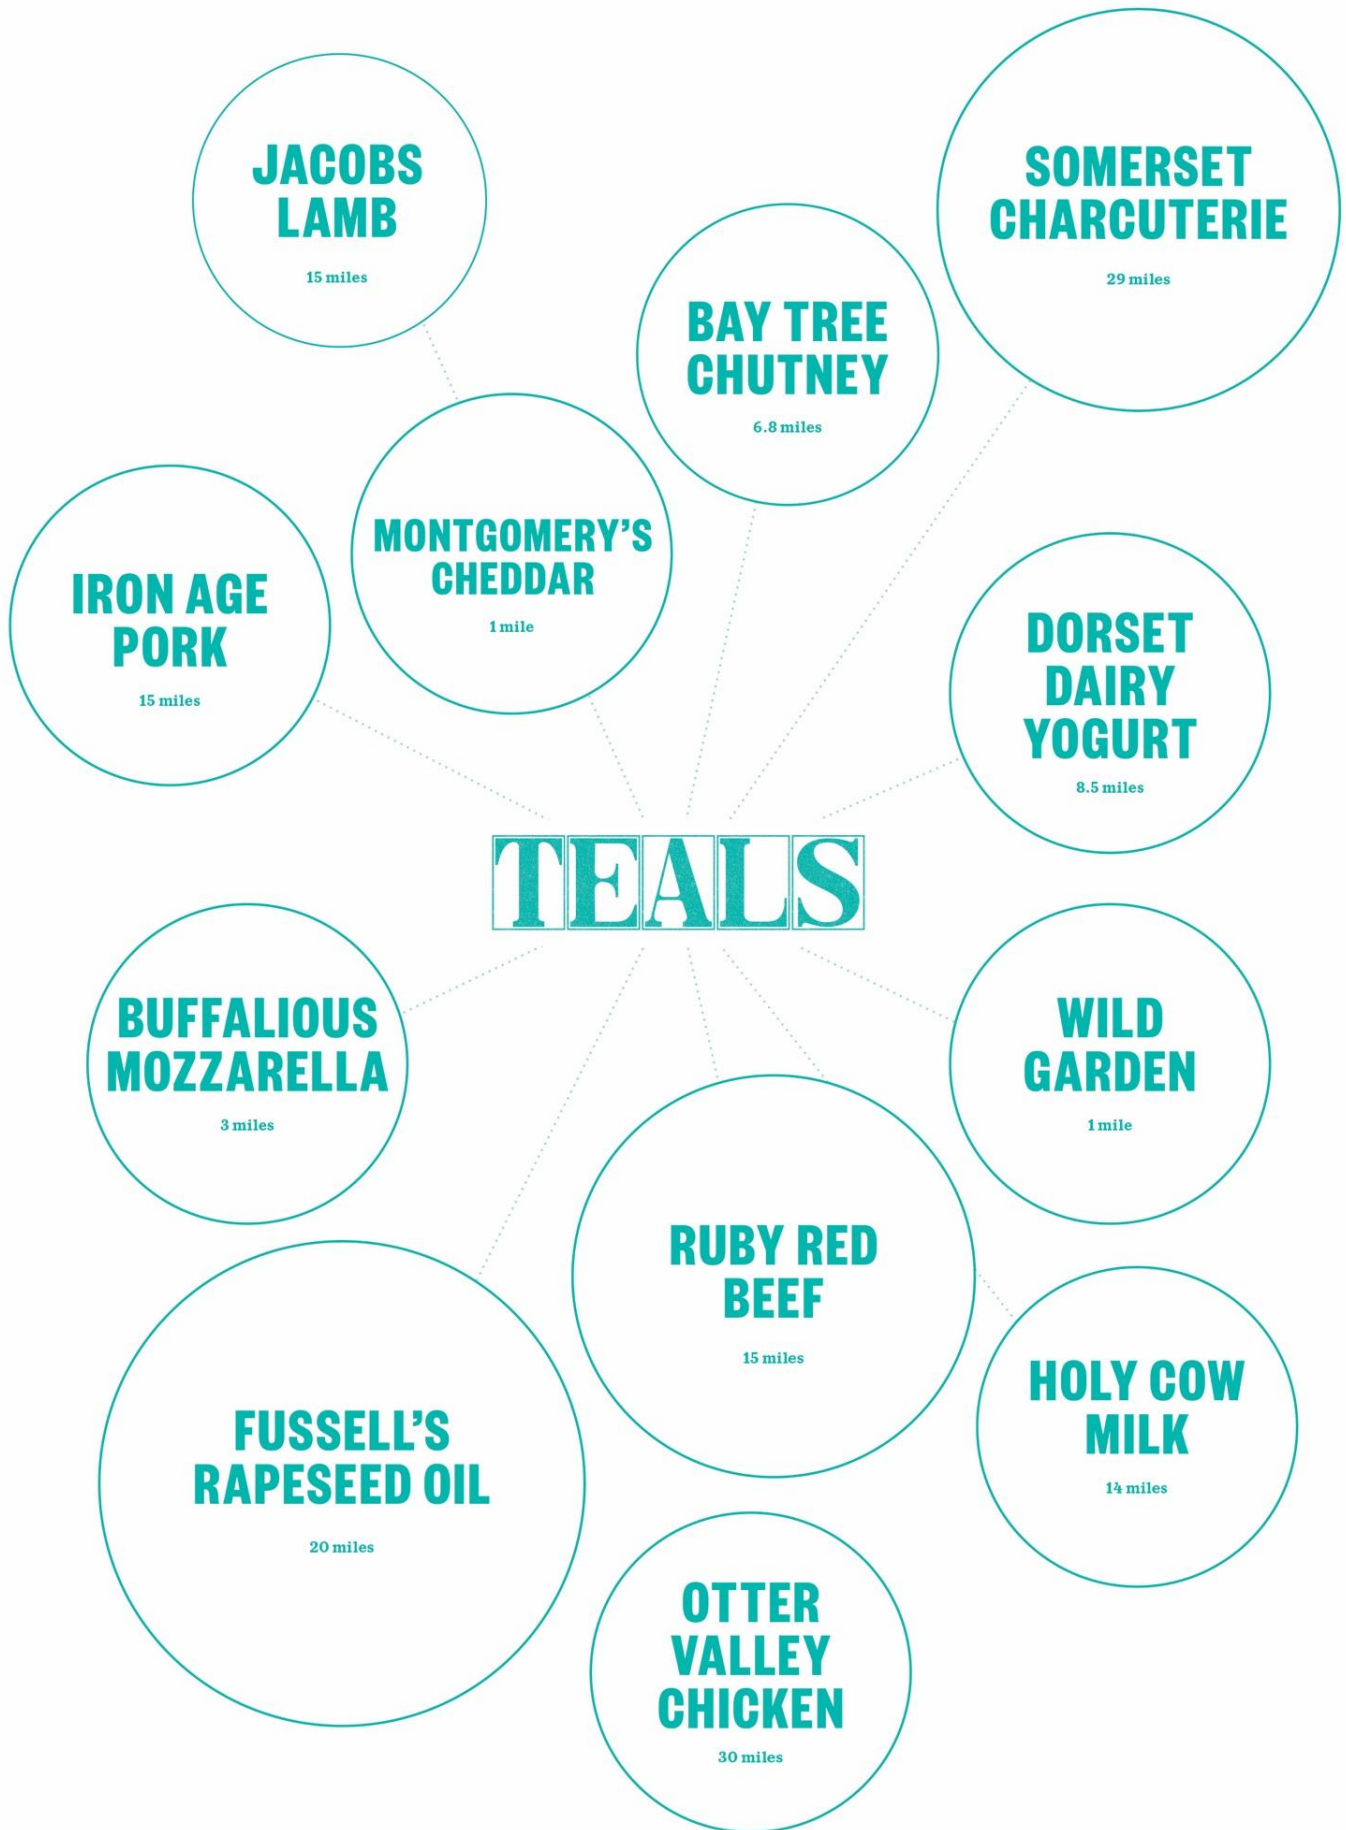 JACOBS
LAMB
15 miles
SOMERSET
CHARCUTERIE
29 miles
BAY TREE
CHUTNEY
6.8 miles
MONTGOMERY’S
CHEDDAR
1 mile
IRON AGE
PORK
15 miles
DORSET
DAIRY
YOGURT
8.5 miles
TEALS
BUFFALIOUS
MOZZARELLA
3 miles
WILD
GARDEN
1 mile
RUBY RED
BEEF
15 miles
HOLY COW
MILK
14 miles
FUSSELL’S
RAPESEED OIL
20 miles
OTTER
VALLEY
CHICKEN
30 miles